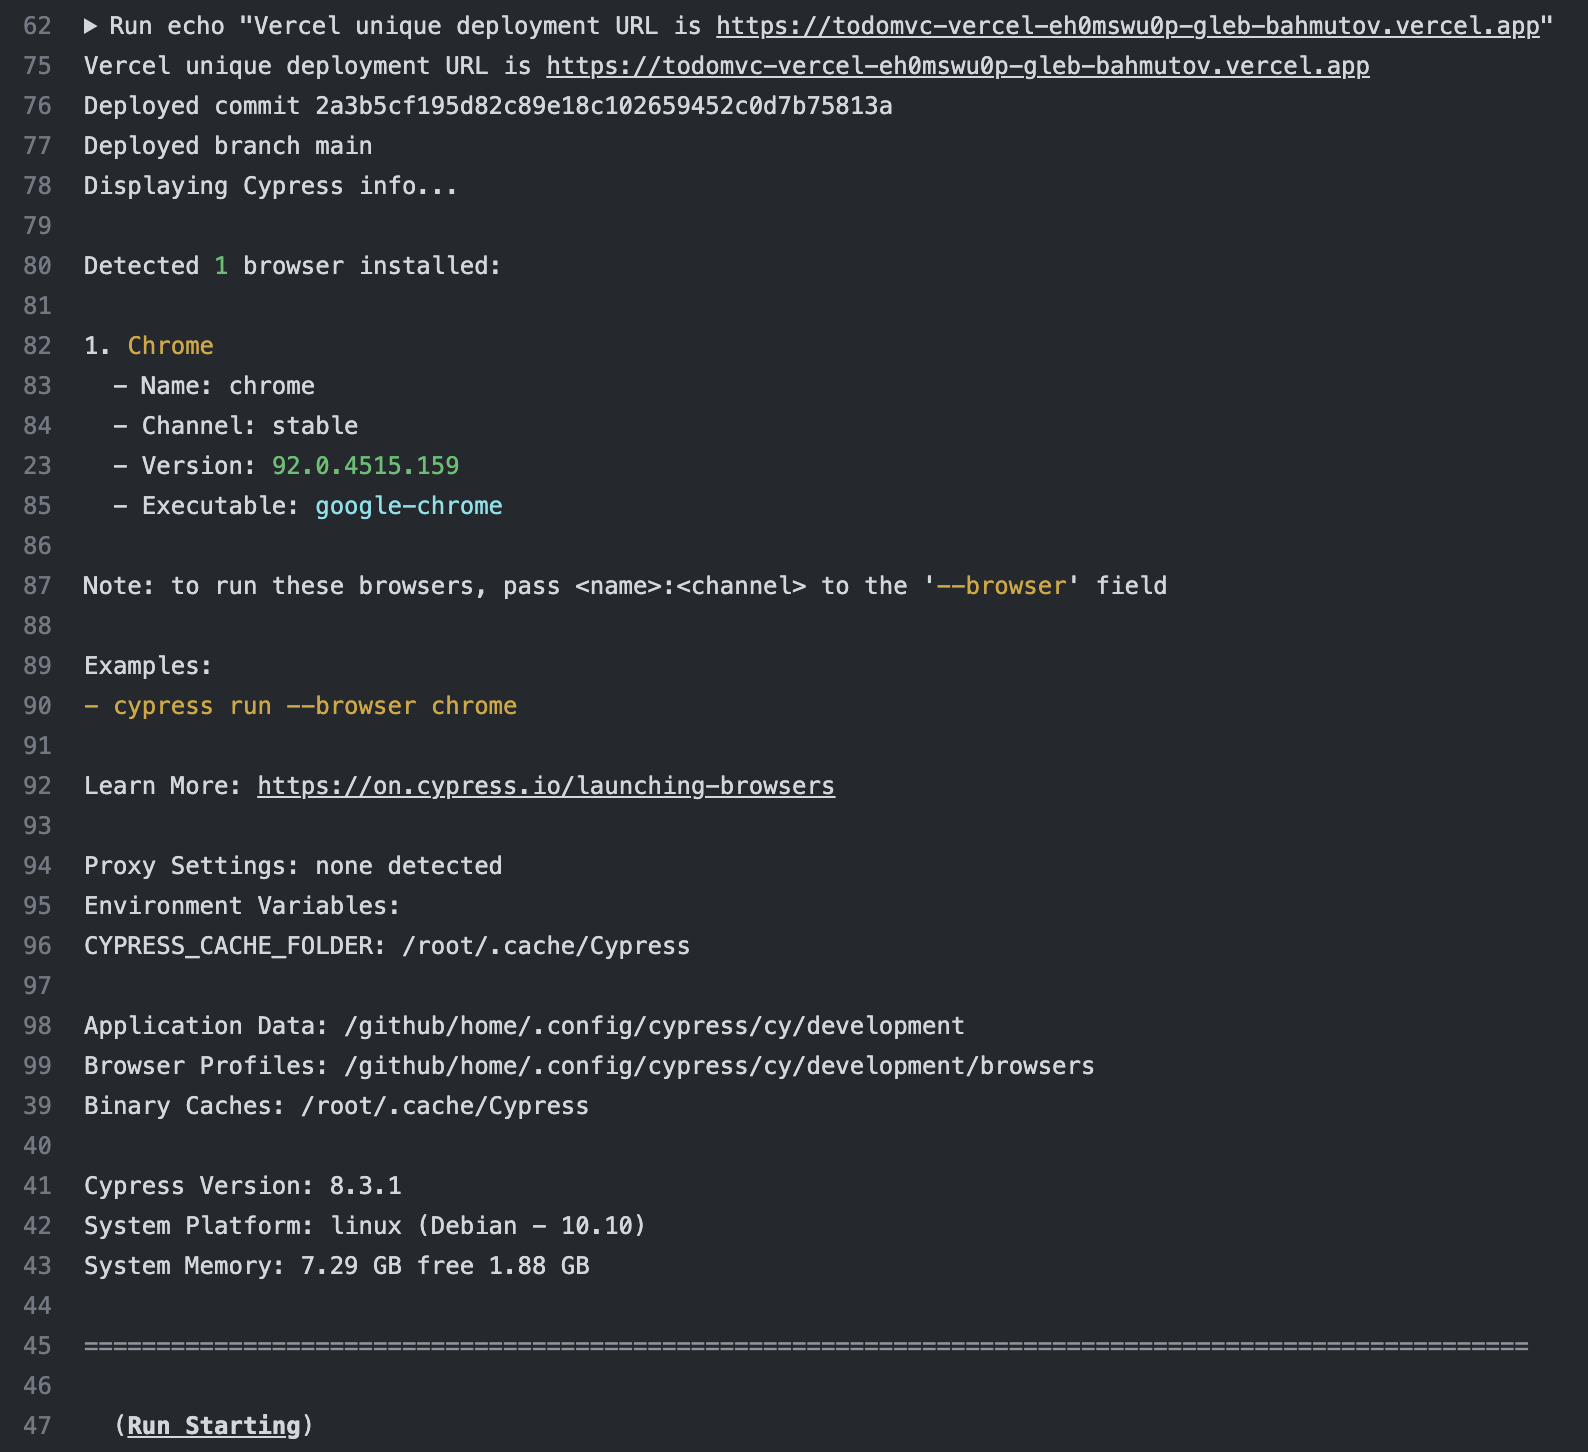 62 ▶ Run echo "Vercel unique deployment URL is https://todomvc-vercel-eh0mswu0p-gleb-bahmutov.vercel.app"
75 Vercel unique deployment URL is https://todomvc-vercel-eh0mswu0p-gleb-bahmutov.vercel.app
76 Deployed commit 2a3b5cf195d82c89e18c102659452c0d7b75813a
77 Deployed branch main
78 Displaying Cypress info...
79
80 Detected 1 browser installed:
81
82 1. Chrome
83   - Name: chrome
84   - Channel: stable
23   - Version: 92.0.4515.159
85   - Executable: google-chrome
86
87 Note: to run these browsers, pass <name>:<channel> to the '--browser' field
88
89 Examples:
90 - cypress run --browser chrome
91
92 Learn More: https://on.cypress.io/launching-browsers
93
94 Proxy Settings: none detected
95 Environment Variables:
96 CYPRESS_CACHE_FOLDER: /root/.cache/Cypress
97
98 Application Data: /github/home/.config/cypress/cy/development
99 Browser Profiles: /github/home/.config/cypress/cy/development/browsers
39 Binary Caches: /root/.cache/Cypress
40
41 Cypress Version: 8.3.1
42 System Platform: linux (Debian - 10.10)
43 System Memory: 7.29 GB free 1.88 GB
44
45 ====================================================================================================
46
47   (Run Starting)